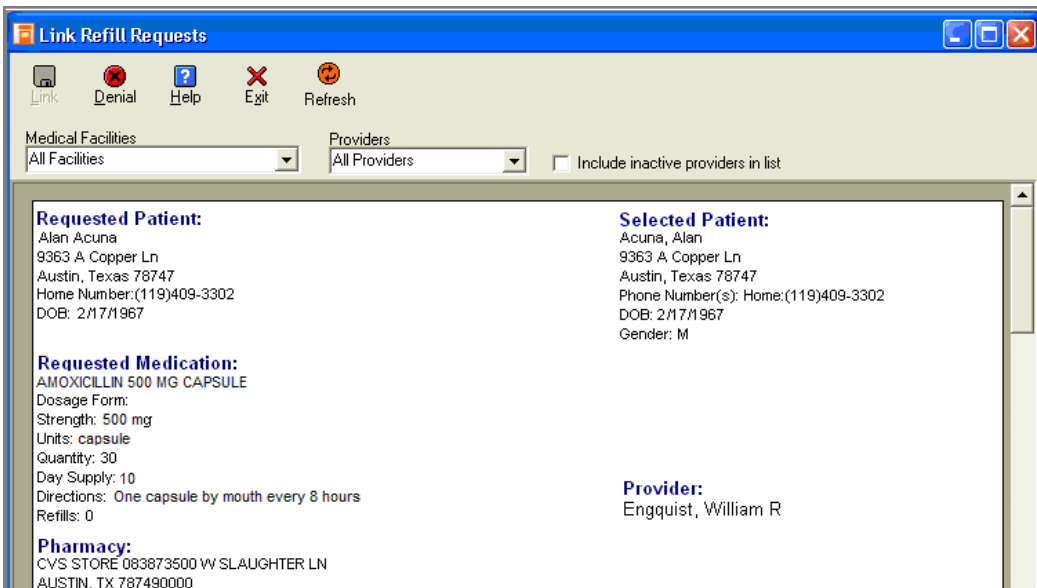 Link Refill Requests
Link Denial Help Exit Refresh
Medical Facilities
All Facilities
Providers
All Providers
Include inactive providers in list
Requested Patient:
Alan Acuna
9363 A Copper Ln
Austin, Texas 78747
Home Number:(119)409-3302
DOB: 2/17/1967
Selected Patient:
Acuna, Alan
9363 A Copper Ln
Austin, Texas 78747
Phone Number(s): Home:(119)409-3302
DOB: 2/17/1967
Gender: M
Requested Medication:
AMOXICILLIN 500 MG CAPSULE
Dosage Form:
Strength: 500 mg
Units: capsule
Quantity: 30
Day Supply: 10
Directions: One capsule by mouth every 8 hours
Refills: 0
Provider:
Engquist, William R
Pharmacy:
CVS STORE 083873500 W SLAUGHTER LN
AUSTIN, TX 787490000